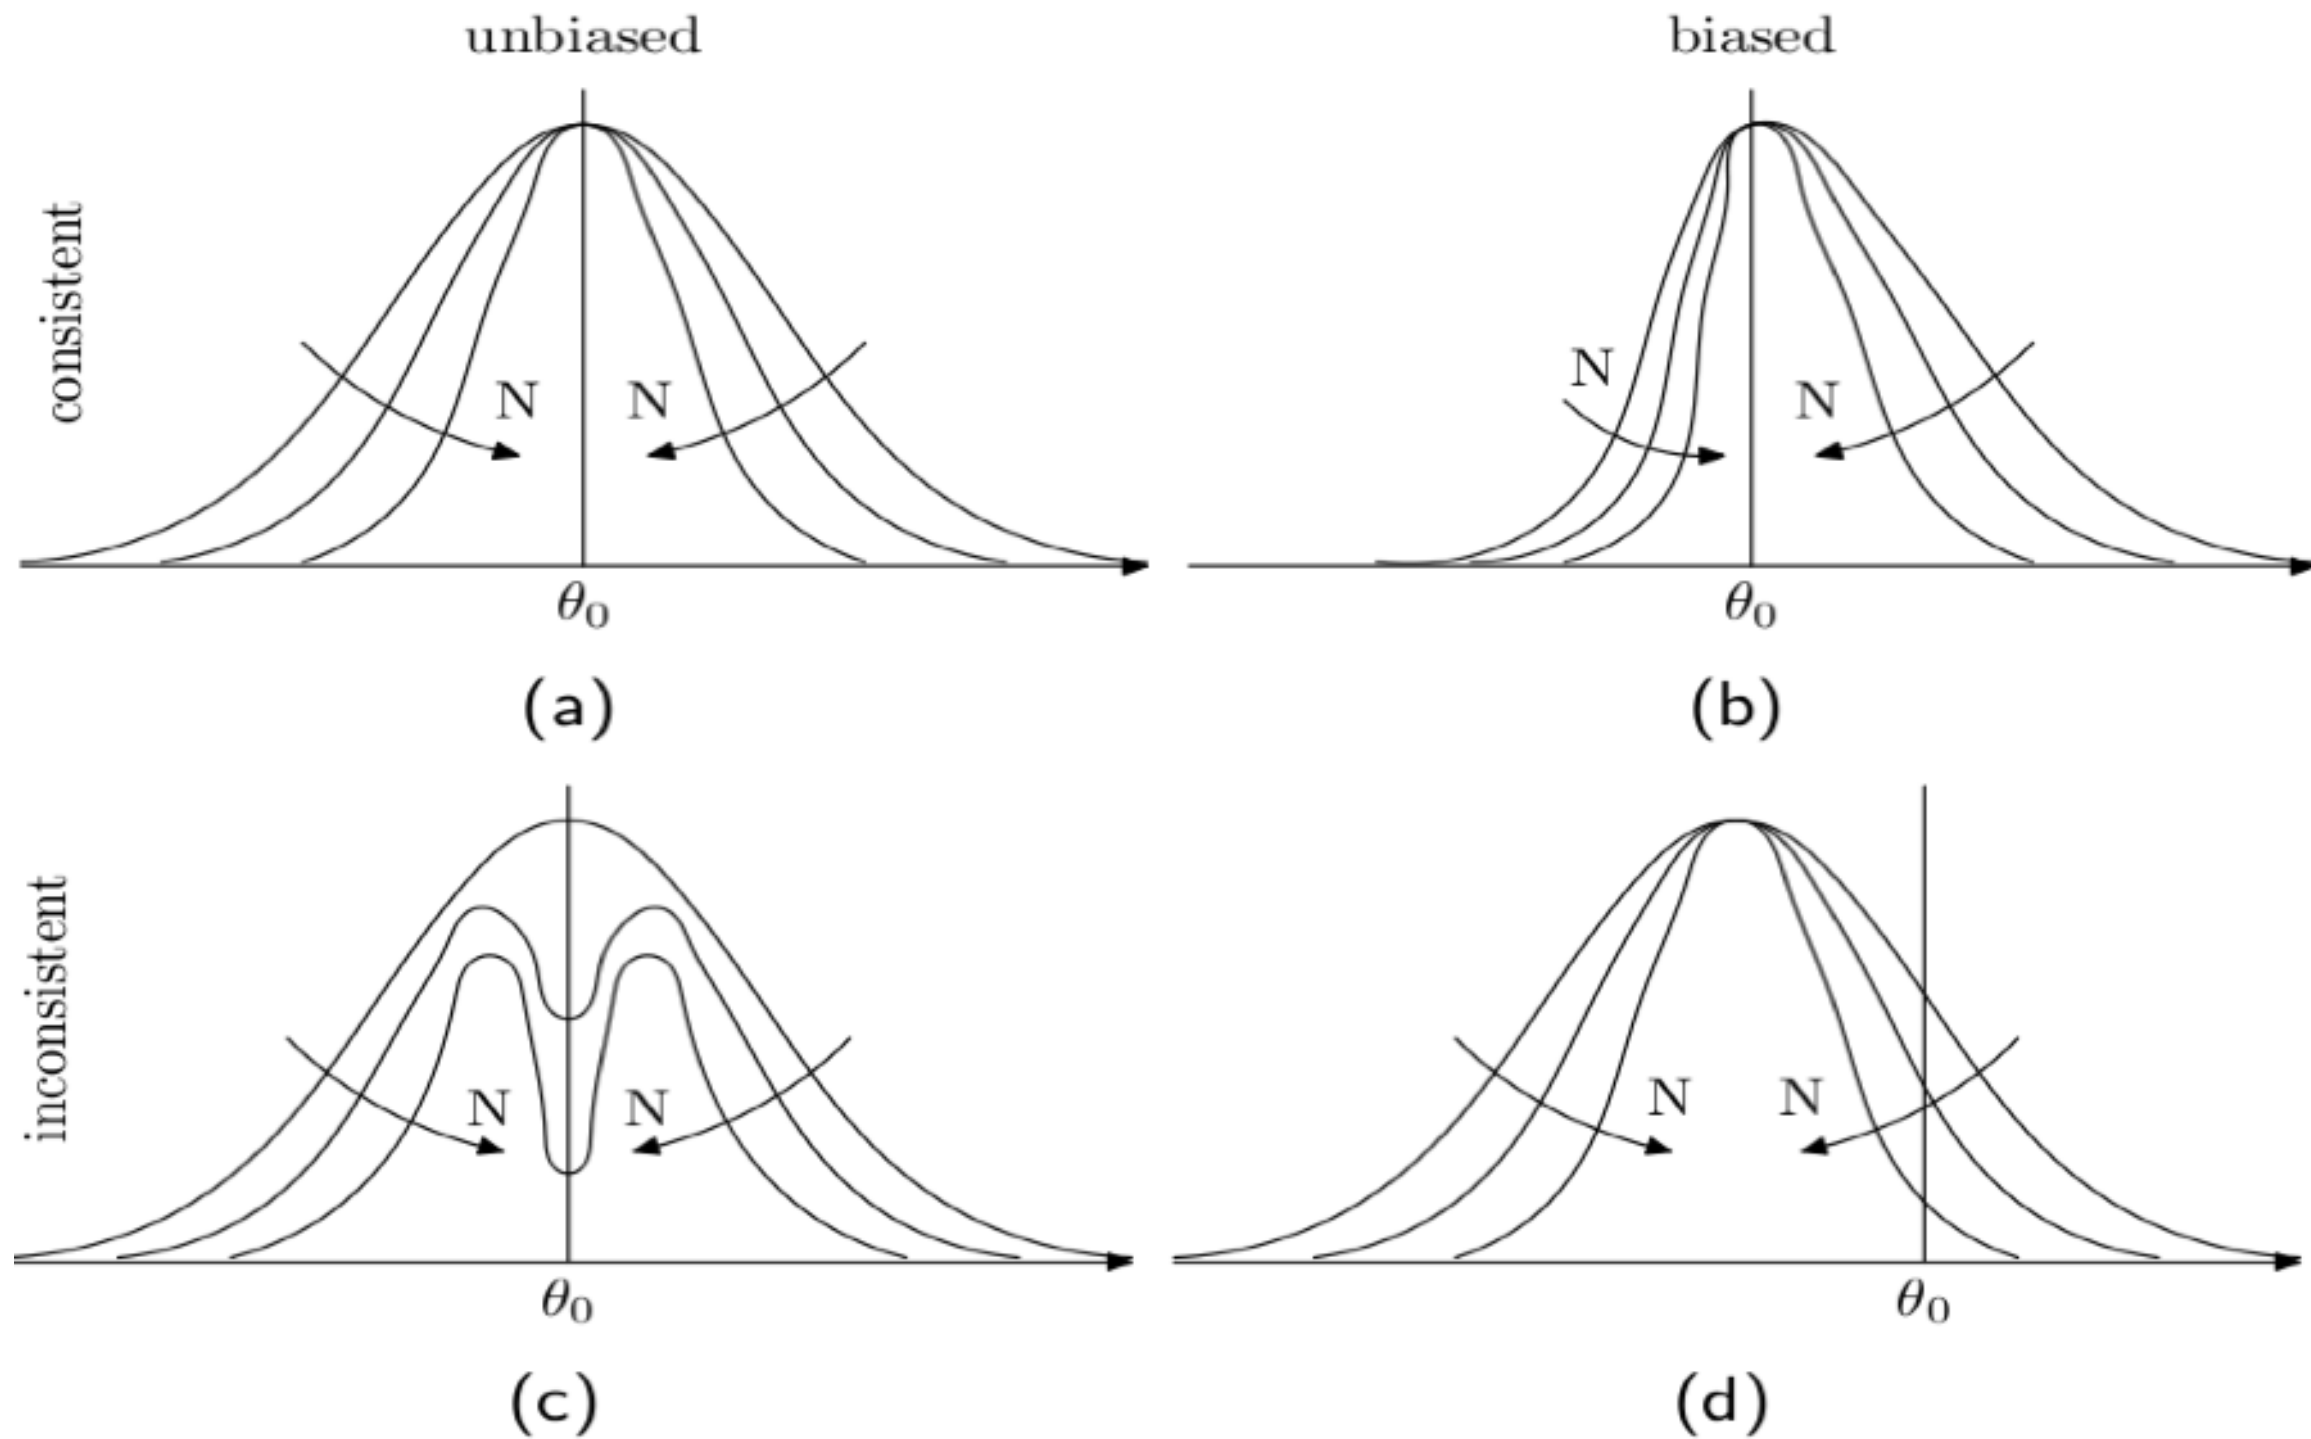 unbiased
biased
consistent
N
N
N
N
θ₀
θ₀
(a)
(b)
inconsistent
N
N
N
N
θ₀
θ₀
(c)
(d)